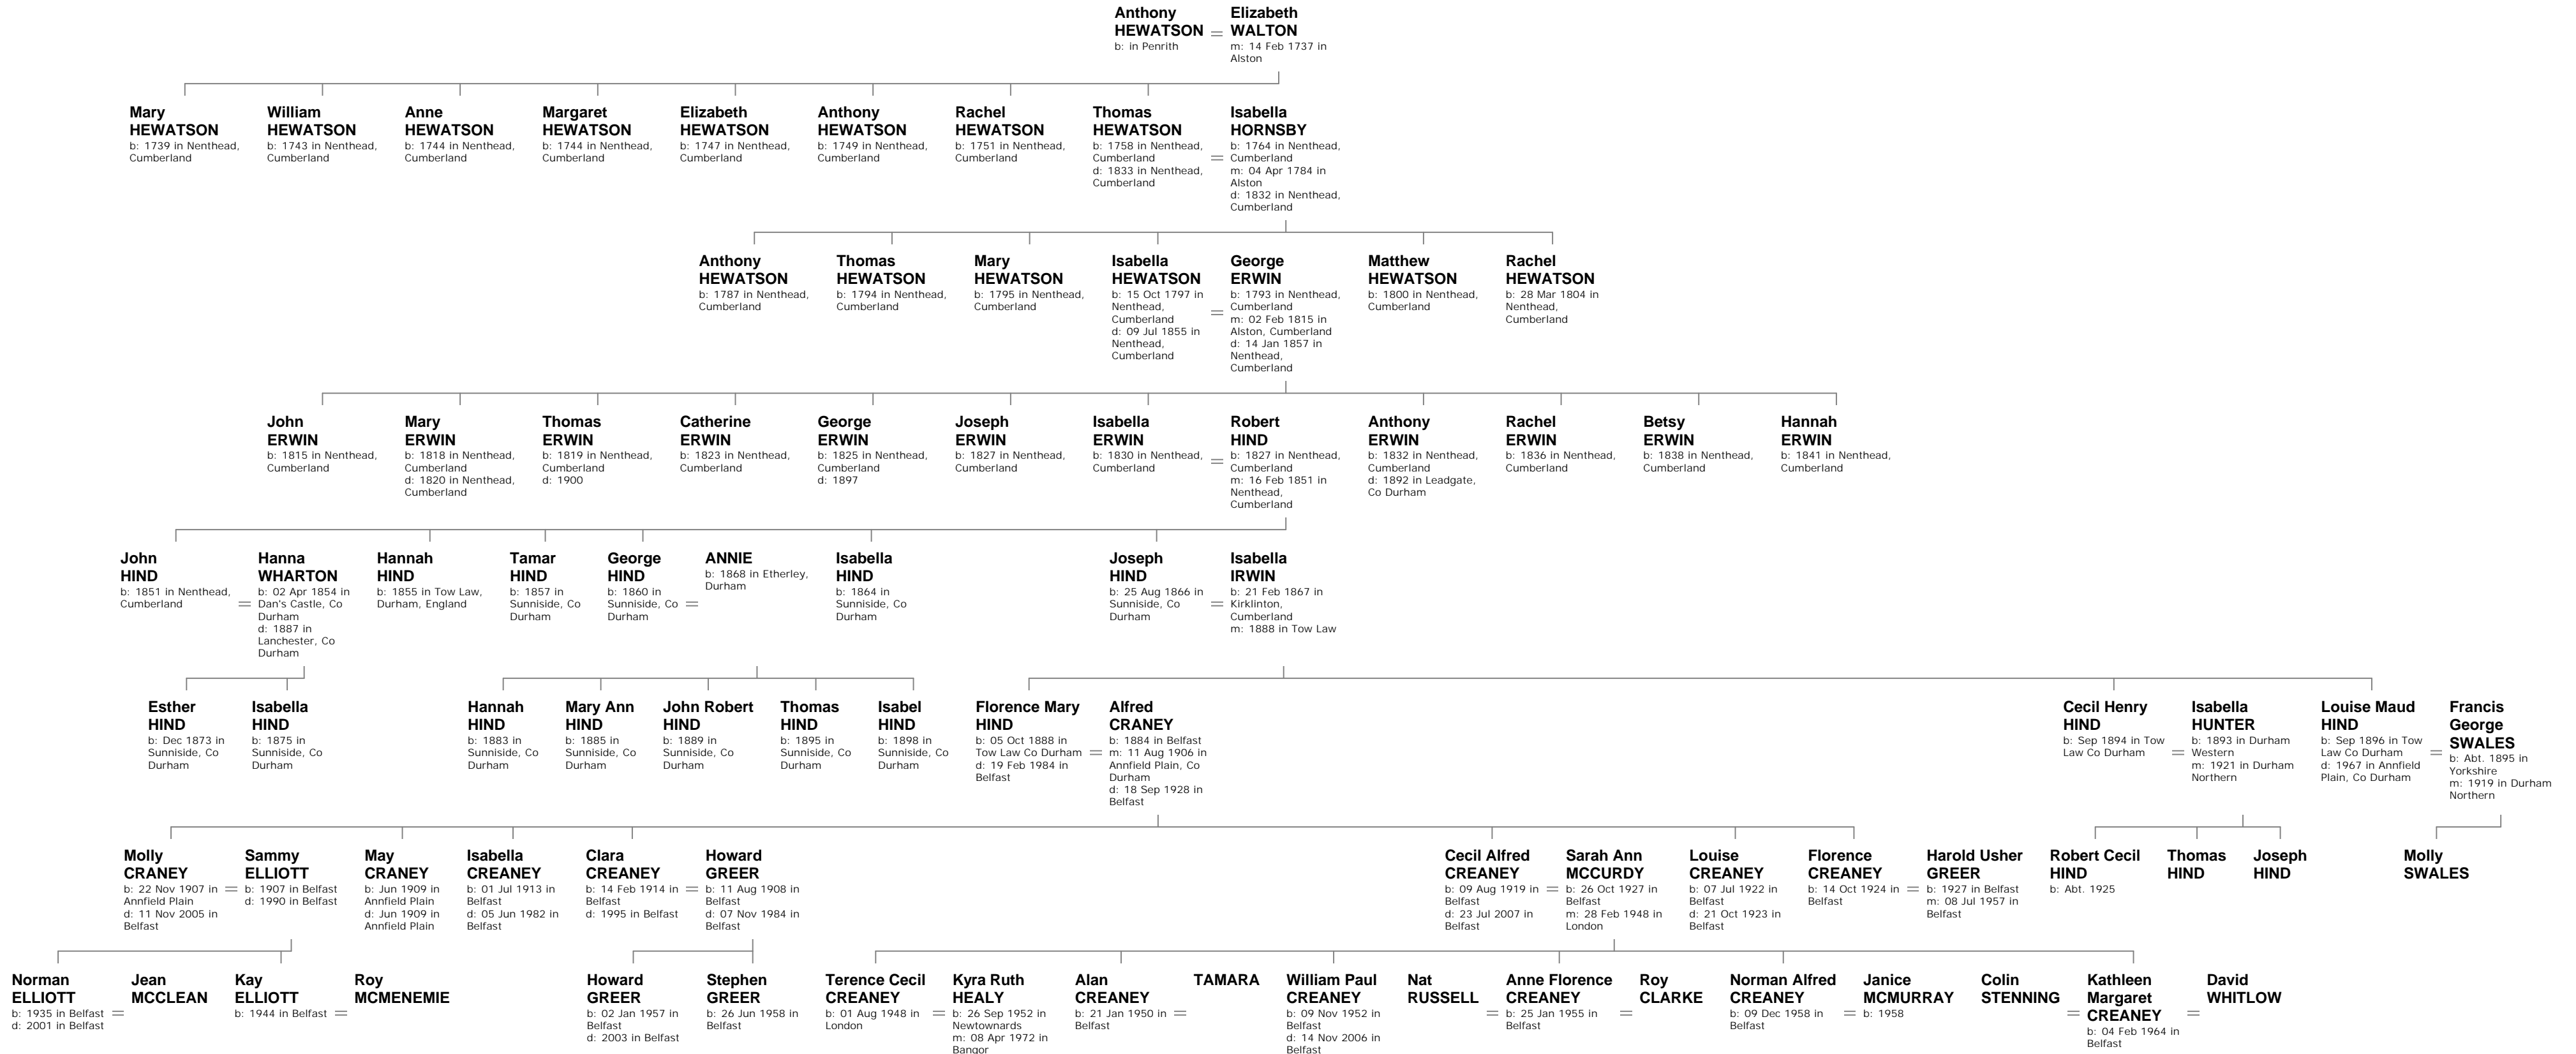 Anthony
HEWATSON
b: in Penrith
=
Elizabeth
WALTON
m: 14 Feb 1737 in
Alston
Mary
HEWATSON
b: 1739 in Nenthead,
Cumberland
William
HEWATSON
b: 1743 in Nenthead,
Cumberland
Anne
HEWATSON
b: 1744 in Nenthead,
Cumberland
Margaret
HEWATSON
b: 1744 in Nenthead,
Cumberland
Elizabeth
HEWATSON
b: 1747 in Nenthead,
Cumberland
Anthony
HEWATSON
b: 1749 in Nenthead,
Cumberland
Rachel
HEWATSON
b: 1751 in Nenthead,
Cumberland
Thomas
HEWATSON
b: 1758 in Nenthead,
Cumberland
d: 1833 in Nenthead,
Cumberland
=
Isabella
HORNSBY
b: 1764 in Nenthead,
Cumberland
m: 04 Apr 1784 in
Alston
d: 1832 in Nenthead,
Cumberland
Anthony
HEWATSON
b: 1787 in Nenthead,
Cumberland
Thomas
HEWATSON
b: 1794 in Nenthead,
Cumberland
Mary
HEWATSON
b: 1795 in Nenthead,
Cumberland
Isabella
HEWATSON
b: 15 Oct 1797 in
Nenthead,
Cumberland
d: 09 Jul 1855 in
Nenthead,
Cumberland
=
George
ERWIN
b: 1793 in Nenthead,
Cumberland
m: 02 Feb 1815 in
Alston, Cumberland
d: 14 Jan 1857 in
Nenthead,
Cumberland
Matthew
HEWATSON
b: 1800 in Nenthead,
Cumberland
Rachel
HEWATSON
b: 28 Mar 1804 in
Nenthead,
Cumberland
John
ERWIN
b: 1815 in Nenthead,
Cumberland
Mary
ERWIN
b: 1818 in Nenthead,
Cumberland
d: 1820 in Nenthead,
Cumberland
Thomas
ERWIN
b: 1819 in Nenthead,
Cumberland
d: 1900
Catherine
ERWIN
b: 1823 in Nenthead,
Cumberland
George
ERWIN
b: 1825 in Nenthead,
Cumberland
d: 1897
Joseph
ERWIN
b: 1827 in Nenthead,
Cumberland
Isabella
ERWIN
b: 1830 in Nenthead,
Cumberland
=
Robert
HIND
b: 1827 in Nenthead,
Cumberland
m: 16 Feb 1851 in
Nenthead,
Cumberland
Anthony
ERWIN
b: 1832 in Nenthead,
Cumberland
d: 1892 in Leadgate,
Co Durham
Rachel
ERWIN
b: 1836 in Nenthead,
Cumberland
Betsy
ERWIN
b: 1838 in Nenthead,
Cumberland
Hannah
ERWIN
b: 1841 in Nenthead,
Cumberland
John
HIND
b: 1851 in Nenthead,
Cumberland
=
Hanna
WHARTON
b: 02 Apr 1854 in
Dan's Castle, Co
Durham
d: 1887 in
Lanchester, Co
Durham
Hannah
HIND
b: 1855 in Tow Law,
Durham, England
Tamar
HIND
b: 1857 in
Sunniside, Co
Durham
George
HIND
b: 1860 in
Sunniside, Co
Durham
=
ANNIE
b: 1868 in Etherley,
Durham
Isabella
HIND
b: 1864 in
Sunniside, Co
Durham
Joseph
HIND
b: 25 Aug 1866 in
Sunniside, Co
Durham
=
Isabella
IRWIN
b: 21 Feb 1867 in
Kirklinton,
Cumberland
m: 1888 in Tow Law
Esther
HIND
b: Dec 1873 in
Sunniside, Co
Durham
Isabella
HIND
b: 1875 in
Sunniside, Co
Durham
Hannah
HIND
b: 1883 in
Sunniside, Co
Durham
Mary Ann
HIND
b: 1885 in
Sunniside, Co
Durham
John Robert
HIND
b: 1889 in
Sunniside, Co
Durham
Thomas
HIND
b: 1895 in
Sunniside, Co
Durham
Isabel
HIND
b: 1898 in
Sunniside, Co
Durham
Florence Mary
HIND
b: 05 Oct 1888 in
Tow Law Co Durham
d: 19 Feb 1984 in
Belfast
=
Alfred
CRANEY
b: 1884 in Belfast
m: 11 Aug 1906 in
Annfield Plain, Co
Durham
d: 18 Sep 1928 in
Belfast
Cecil Henry
HIND
b: Sep 1894 in Tow
Law Co Durham
=
Isabella
HUNTER
b: 1893 in Durham
Western
m: 1921 in Durham
Northern
Louise Maud
HIND
b: Sep 1896 in Tow
Law Co Durham
d: 1967 in Annfield
Plain, Co Durham
=
Francis
George
SWALES
b: Abt. 1895 in
Yorkshire
m: 1919 in Durham
Northern
Molly
CRANEY
b: 22 Nov 1907 in
Annfield Plain
d: 11 Nov 2005 in
Belfast
=
Sammy
ELLIOTT
b: 1907 in Belfast
d: 1990 in Belfast
May
CRANEY
b: Jun 1909 in
Annfield Plain
d: Jun 1909 in
Annfield Plain
Isabella
CREANEY
b: 01 Jul 1913 in
Belfast
d: 05 Jun 1982 in
Belfast
Clara
CREANEY
b: 14 Feb 1914 in
Belfast
d: 1995 in Belfast
=
Howard
GREER
b: 11 Aug 1908 in
Belfast
d: 07 Nov 1984 in
Belfast
Cecil Alfred
CREANEY
b: 09 Aug 1919 in
Belfast
d: 23 Jul 2007 in
Belfast
=
Sarah Ann
MCCURDY
b: 26 Oct 1927 in
Belfast
m: 28 Feb 1948 in
London
Louise
CREANEY
b: 07 Jul 1922 in
Belfast
d: 21 Oct 1923 in
Belfast
Florence
CREANEY
b: 14 Oct 1924 in
Belfast
=
Harold Usher
GREER
b: 1927 in Belfast
m: 08 Jul 1957 in
Belfast
Robert Cecil
HIND
b: Abt. 1925
Thomas
HIND
Joseph
HIND
Molly
SWALES
Norman
ELLIOTT
b: 1935 in Belfast
d: 2001 in Belfast
=
Jean
MCCLEAN
Kay
ELLIOTT
b: 1944 in Belfast
=
Roy
MCMENEMIE
Howard
GREER
b: 02 Jan 1957 in
Belfast
d: 2003 in Belfast
Stephen
GREER
b: 26 Jun 1958 in
Belfast
Terence Cecil
CREANEY
b: 01 Aug 1948 in
London
=
Kyra Ruth
HEALY
b: 26 Sep 1952 in
Newtownards
m: 08 Apr 1972 in
Bangor
Alan
CREANEY
b: 21 Jan 1950 in
Belfast
=
TAMARA
William Paul
CREANEY
b: 09 Nov 1952 in
Belfast
d: 14 Nov 2006 in
Belfast
Nat
RUSSELL
=
Anne Florence
CREANEY
b: 25 Jan 1955 in
Belfast
=
Roy
CLARKE
Norman Alfred
CREANEY
b: 09 Dec 1958 in
Belfast
=
Janice
MCMURRAY
b: 1958
Colin
STENNING
=
Kathleen
Margaret
CREANEY
b: 04 Feb 1964 in
Belfast
=
David
WHITLOW